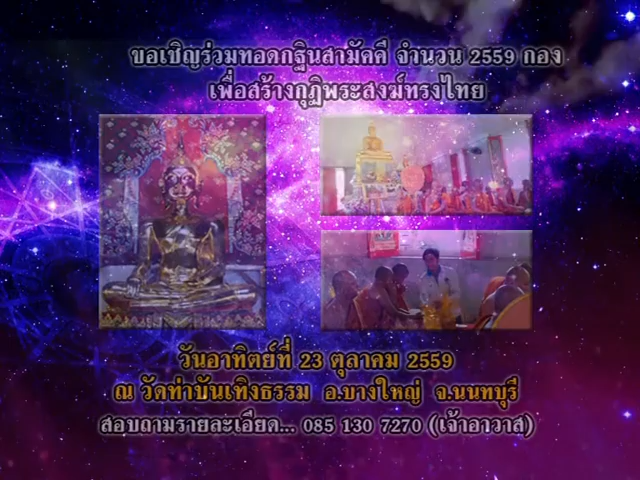 ขอเชิญร่วมทอดกฐินสามัคคี จำนวน 2559 กอง
เพื่อสร้างกุฏิพระสงฆ์ทรงไทย
วันอาทิตย์ที่ 23 ตุลาคม 2559
ณ วัดท่าบันเทิงธรรม อ.บางใหญ่ จ.นนทบุรี
สอบถามรายละเอียด... 085 130 7270 (เจ้าอาวาส)